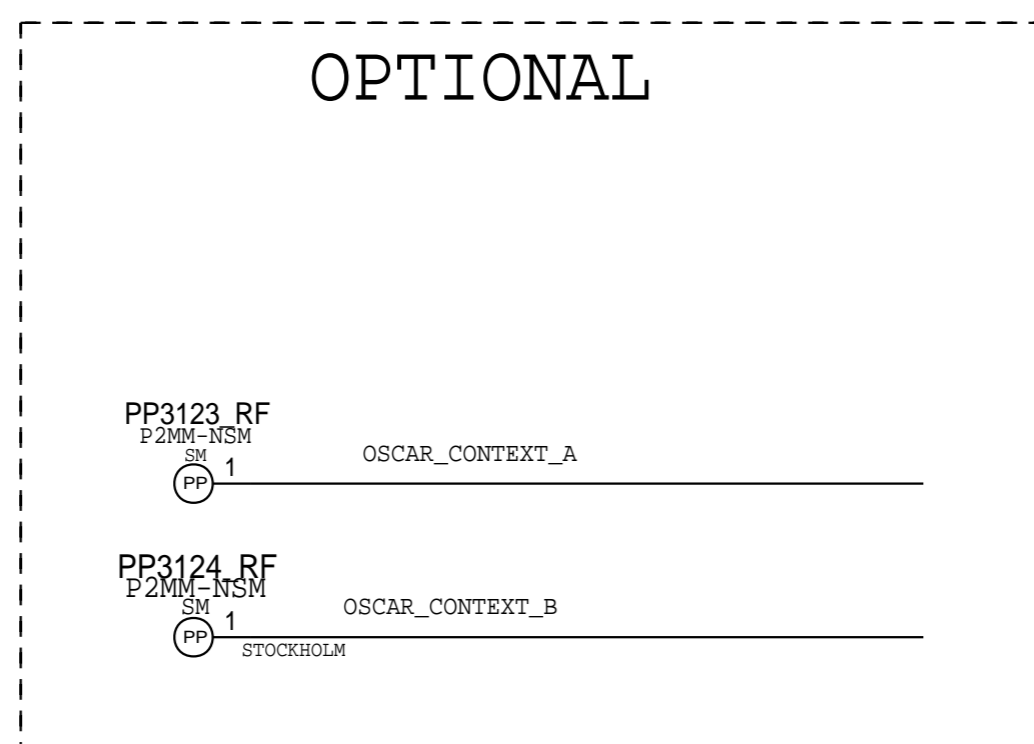 OPTIONAL
PP3123_RF
P2MM-NSM
SM
1
OSCAR_CONTEXT_A
PP
PP3124_RF
P2MM-NSM
SM
1
OSCAR_CONTEXT_B
PP
STOCKHOLM